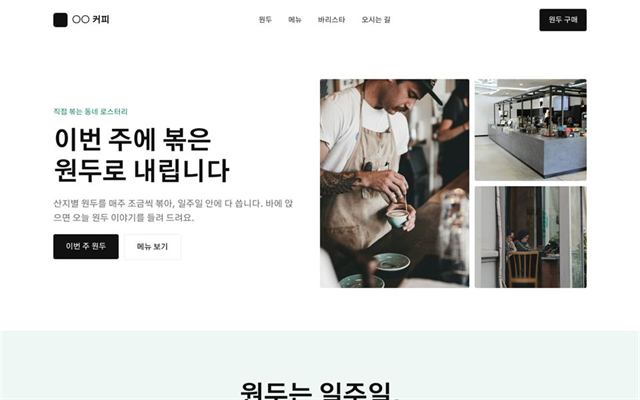 〇〇 커피
원두
메뉴
바리스타
오시는 길
원두 구매
직접 볶는 동네 로스터리
이번 주에 볶은
원두로 내립니다
산지별 원두를 매주 조금씩 볶아, 일주일 안에 다 씁니다. 바에 앉
으면 오늘 원두 이야기를 들려 드려요.
이번 주 원두
메뉴 보기
원두는 일주일,